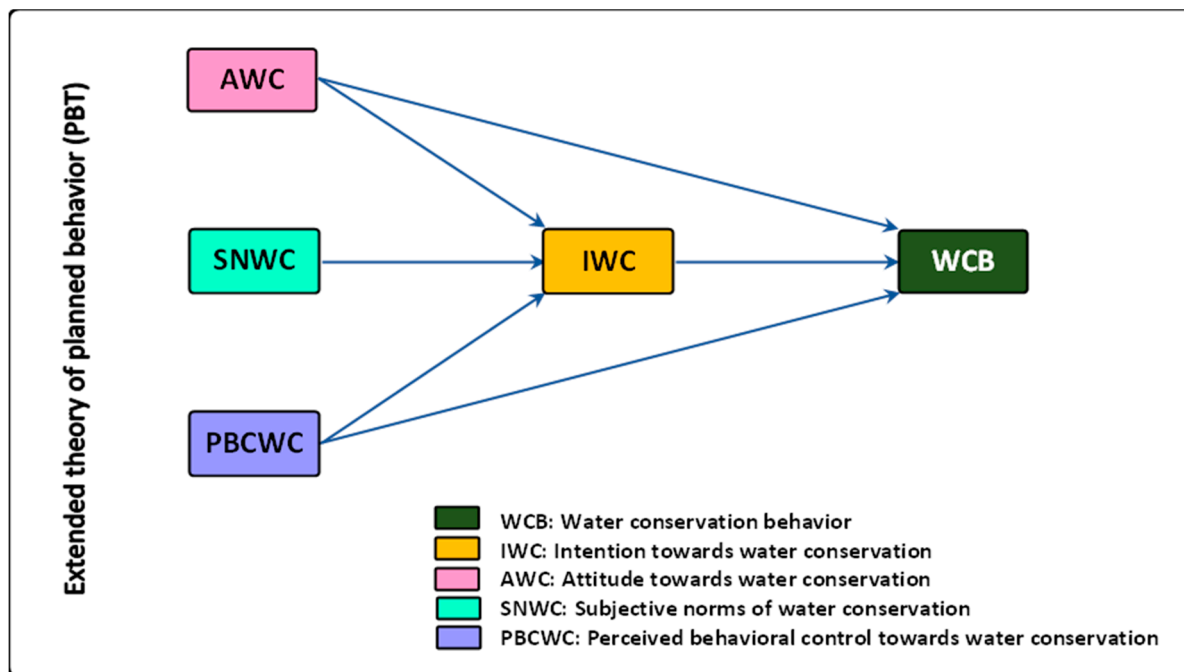 Extended theory of planned behavior (PBT)
AWC
SNWC
IWC
WCB
PBCWC
WCB: Water conservation behavior
IWC: Intention towards water conservation
AWC: Attitude towards water conservation
SNWC: Subjective norms of water conservation
PBCWC: Perceived behavioral control towards water conservation